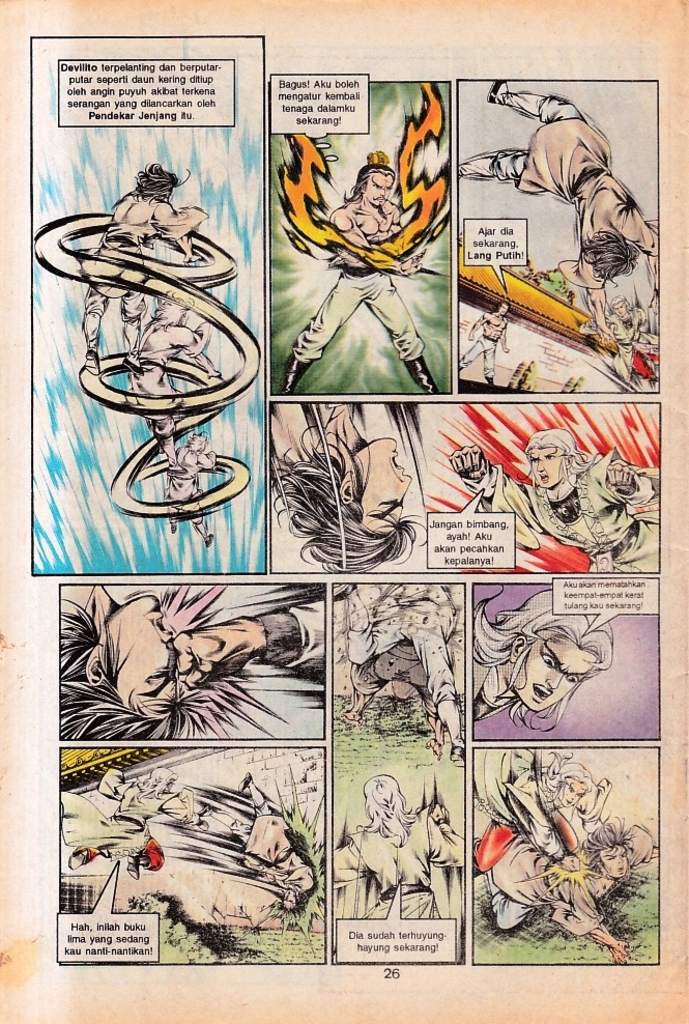 Devilito terpelanting dan berputar-
putar seperti daun kering ditiup
oleh angin puyuh akibat terkena
serangan yang dilancarkan oleh
Pendekar Jenjang itu.
Bagus! Aku boleh
mengatur kembali
tenaga dalamku
sekarang!
Ajar dia
sekarang,
Lang Putih!
Jangan bimbang,
ayah! Aku
akan pecahkan
kepalanya!
Aku akan mematahkan
keempat-empat kerat
tulang kau sekarang!
Hah, inilah buku
lima yang sedang
kau nanti-nantikan!
Dia sudah terhuyung-
hayung sekarang!
26